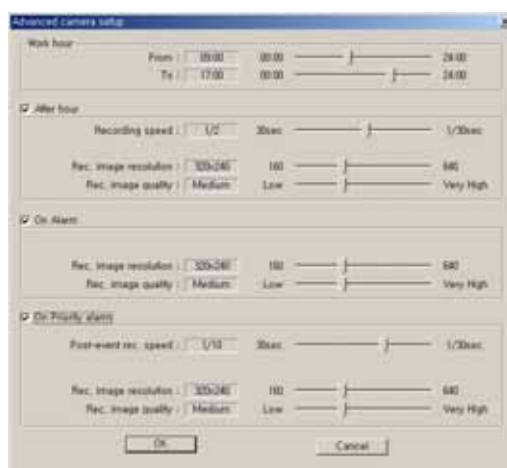 Advanced camera setup
Work hour
From : 09:00 00:00 24:00
To : 17:00 00:00 24:00
After hour
Recording speed : 1/2 30sec 1/30sec
Rec. image resolution : 320x240 160 640
Rec. image quality : Medium Low Very High
On Alarm
Rec. image resolution : 320x240 160 640
Rec. image quality : Medium Low Very High
On Priority alarm
Post-event rec. speed : 1/10 30sec 1/30sec
Rec. image resolution : 320x240 160 640
Rec. image quality : Medium Low Very High
OK Cancel